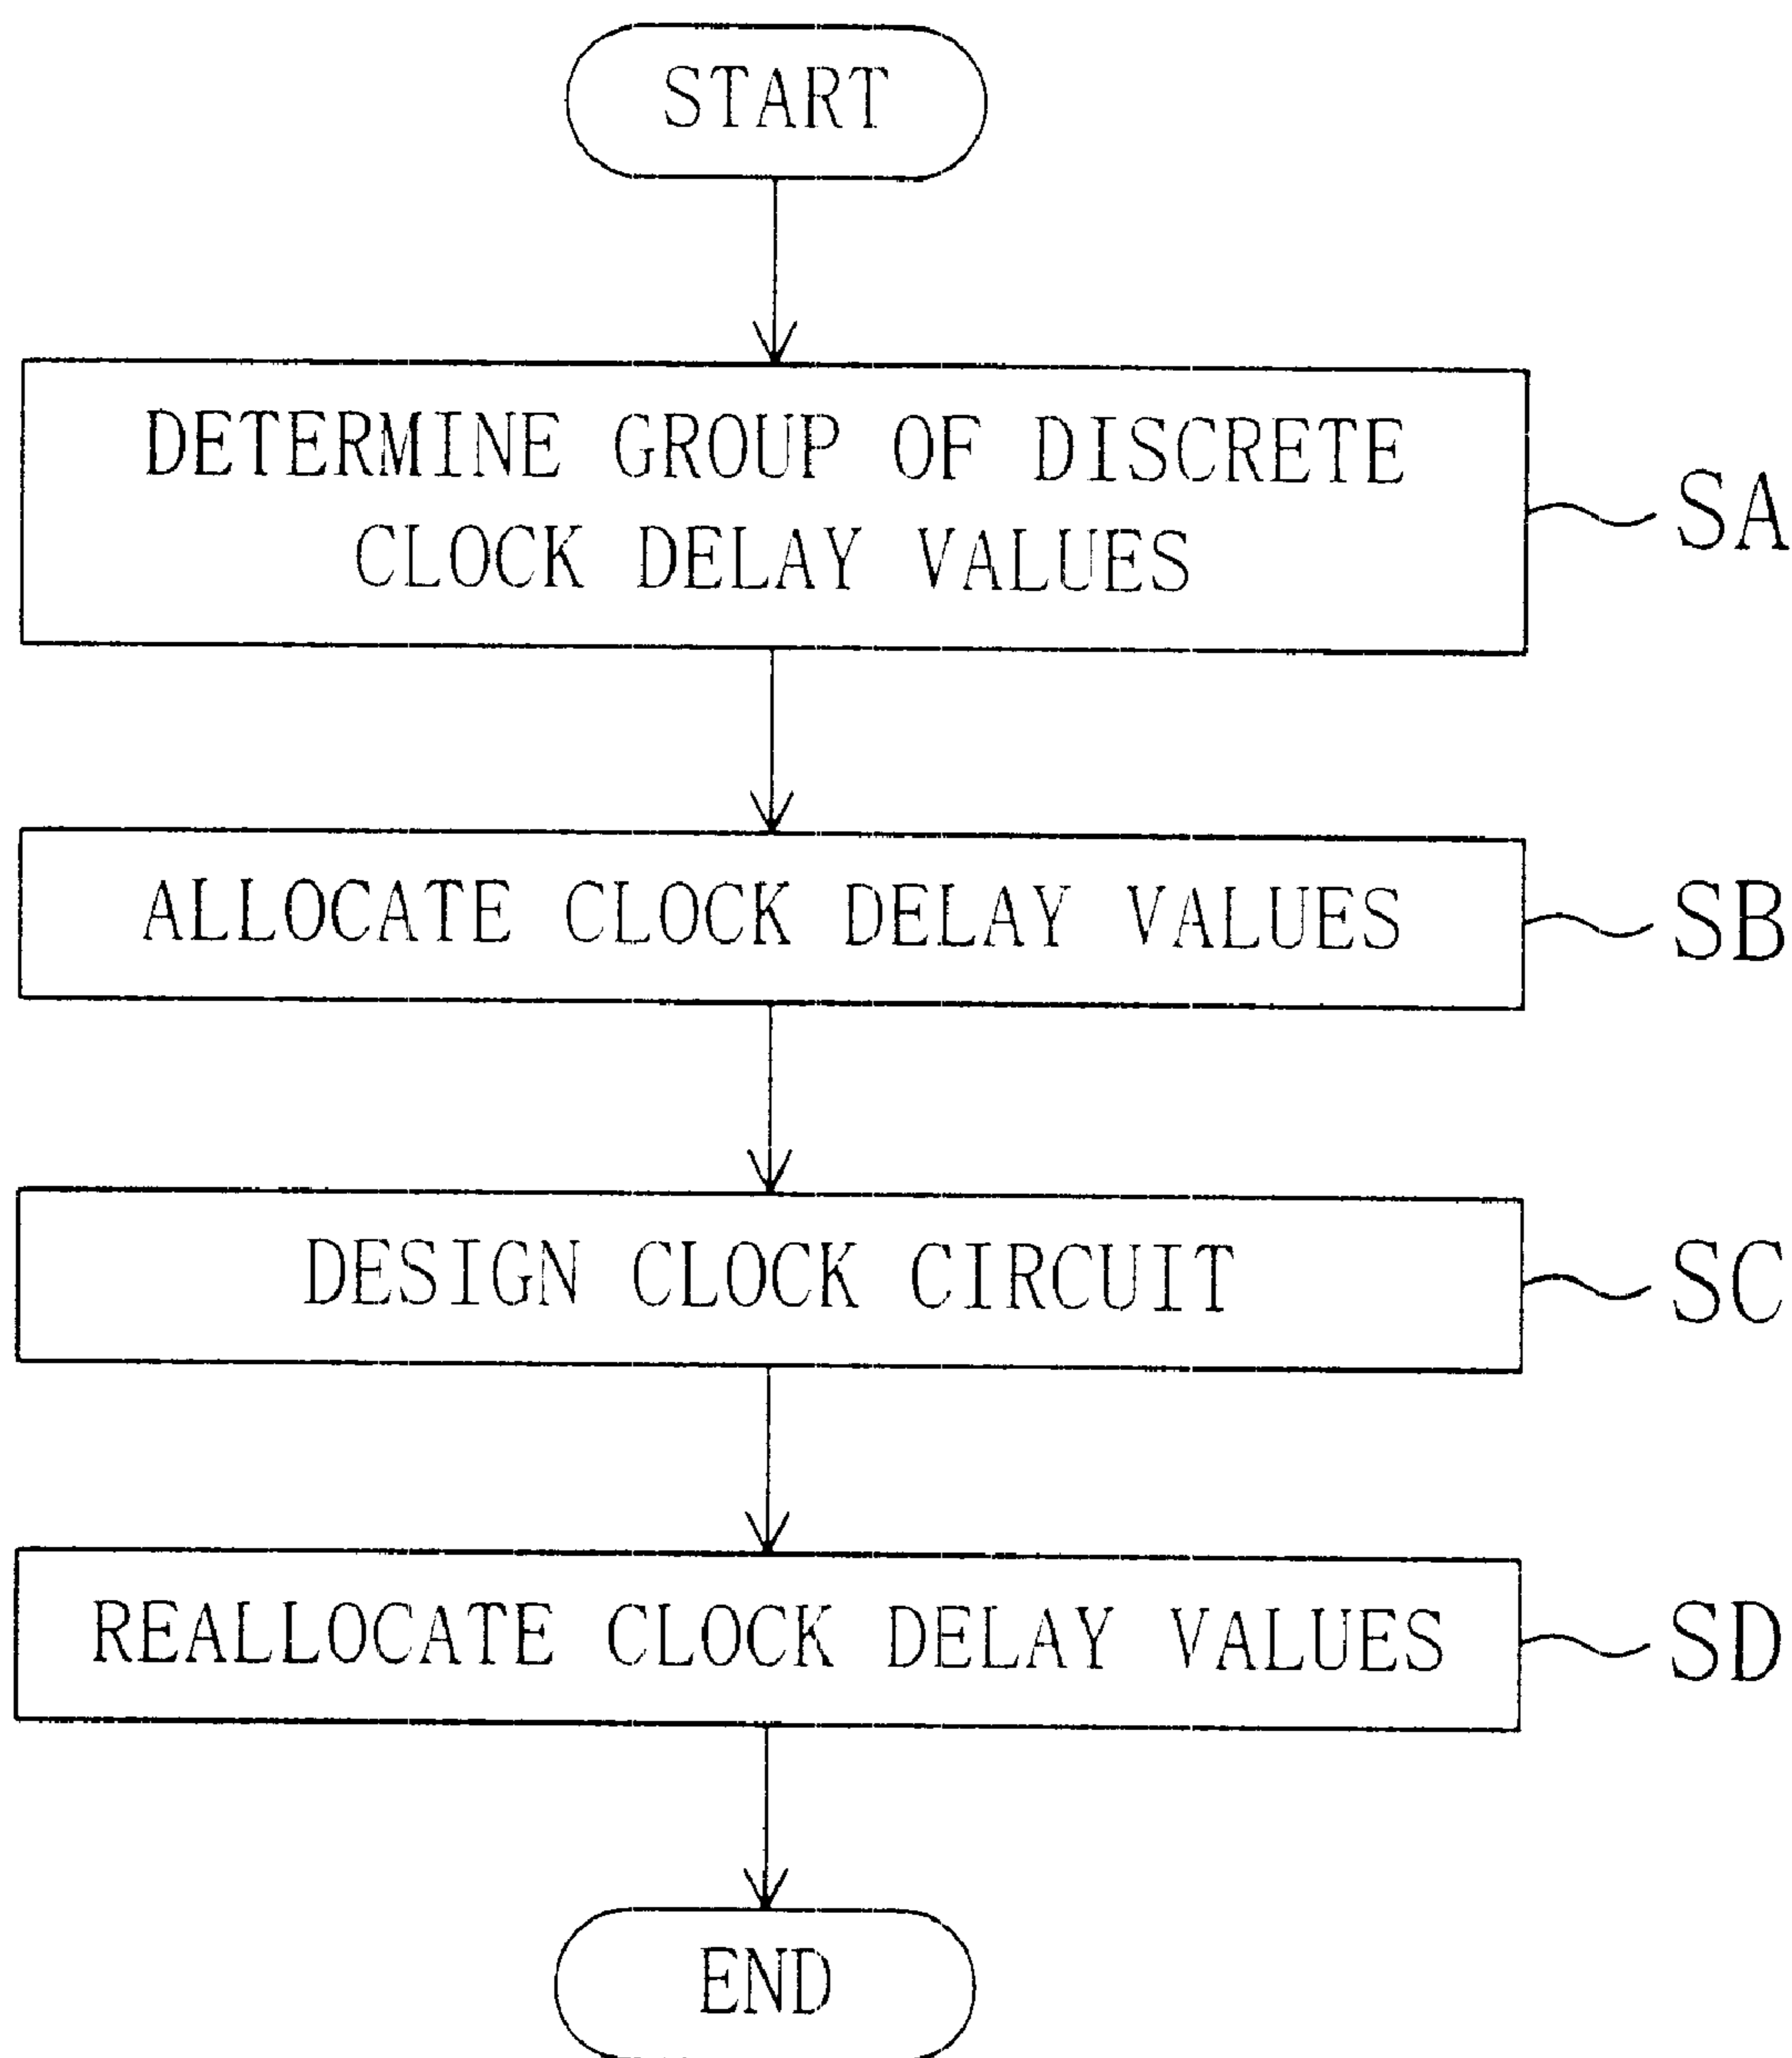 START
DETERMINE GROUP OF DISCRETE
CLOCK DELAY VALUES
SA
ALLOCATE CLOCK DELAY VALUES
SB
DESIGN CLOCK CIRCUIT
SC
REALLOCATE CLOCK DELAY VALUES
SD
END